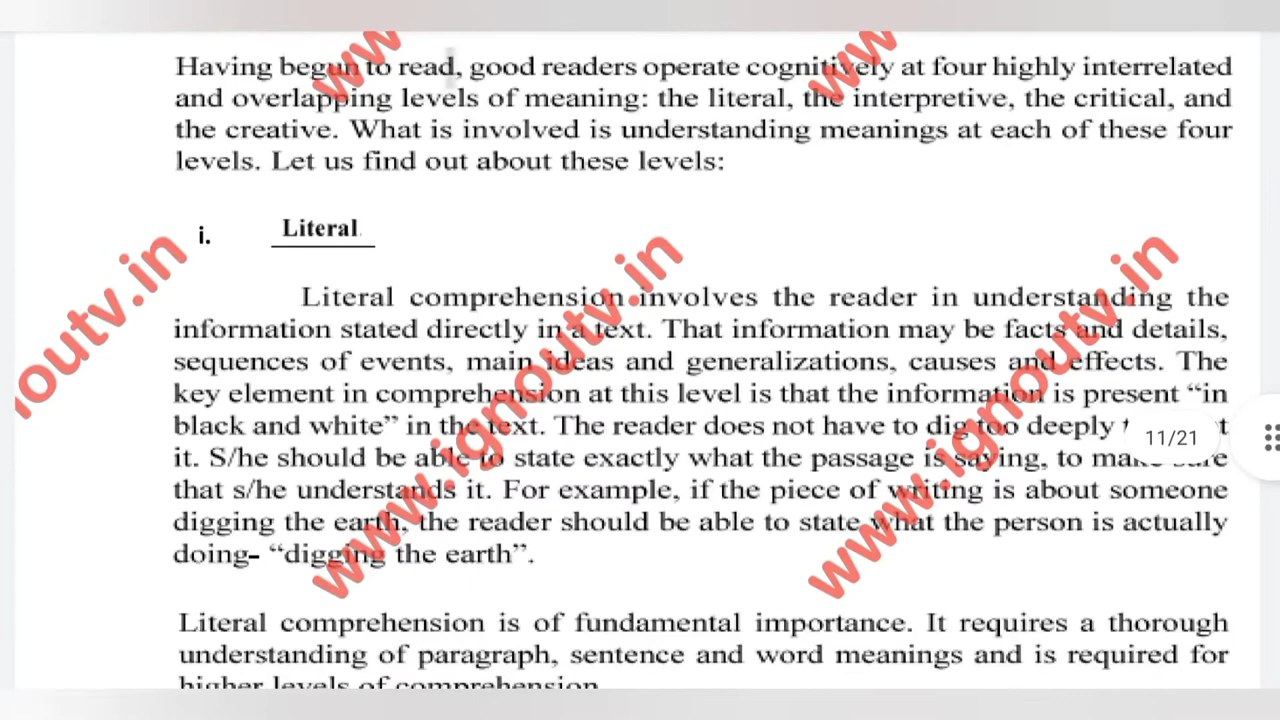 Having begun to read, good readers operate cognitively at four highly interrelated
and overlapping levels of meaning: the literal, the interpretive, the critical, and
the creative. What is involved is understanding meanings at each of these four
levels. Let us find out about these levels:
i. Literal
Literal comprehension involves the reader in understanding the
information stated directly in a text. That information may be facts and details,
sequences of events, main ideas and generalizations, causes and effects. The
key element in comprehension at this level is that the information is present “in
black and white” in the text. The reader does not have to dig too deeply
11/21
it. S/he should be able to state exactly what the passage is saying, to make sure
that s/he understands it. For example, if the piece of writing is about someone
digging the earth, the reader should be able to state what the person is actually
doing– “digging the earth”.
Literal comprehension is of fundamental importance. It requires a thorough
understanding of paragraph, sentence and word meanings and is required for
higher levels of comprehension
www
www
outv.in
www.ignoutv.in
www.ignoutv.in